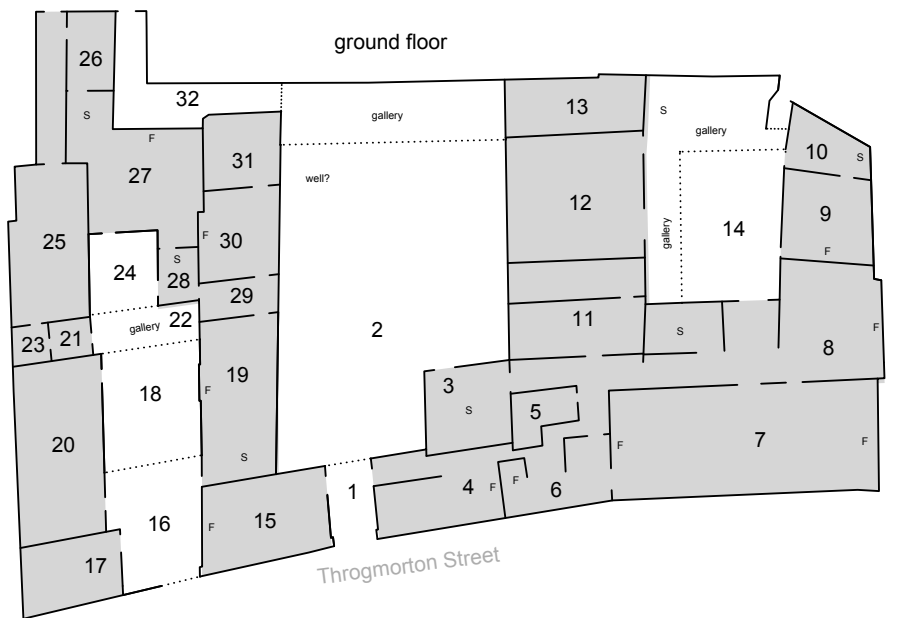 ground floor
26
32
13
S
S
gallery
gallery
F
10
31
27
S
well?
12
9
30
F
25
14
gallery
S
24
F
28
29
22
11
gallery
2
S
F
23
21
8
18
19
3
F
S
5
20
7
F
F
S
4
F
F
6
1
16
F
15
17
Throgmorton Street